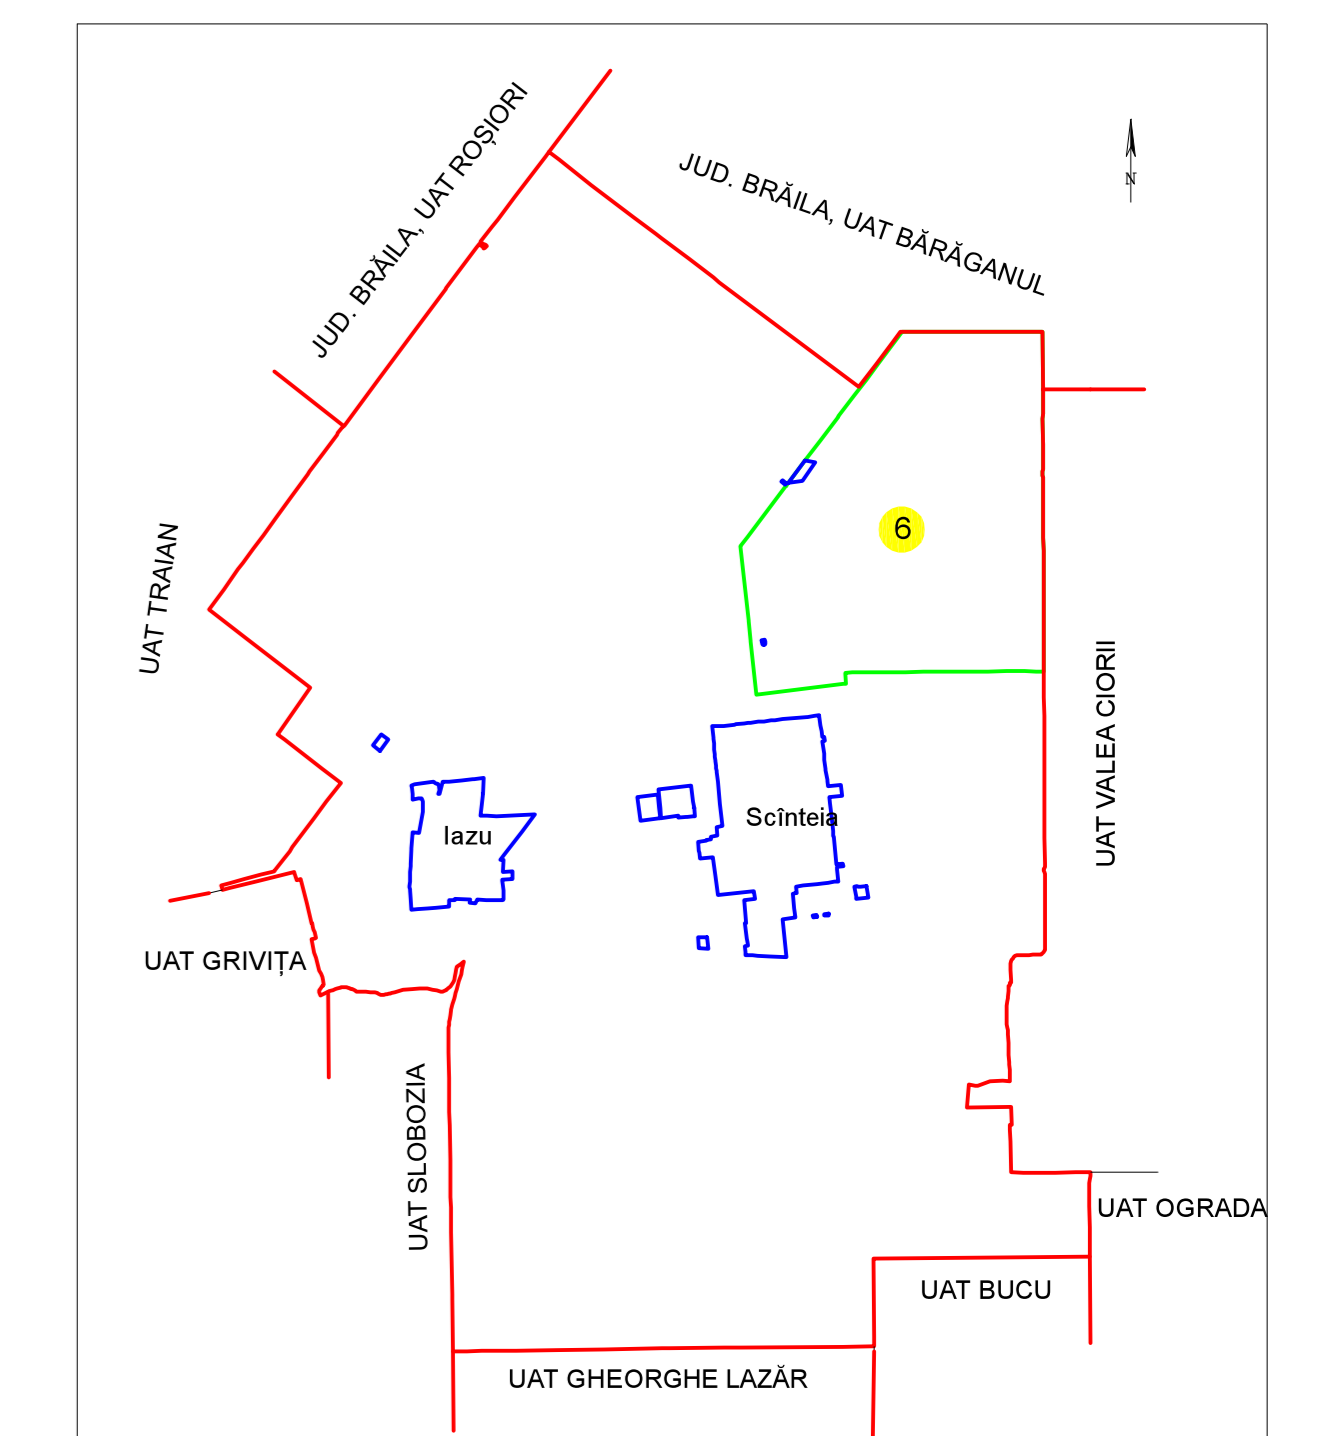 JUD. BRĂILA, UAT ROȘIORI
JUD. BRĂILA, UAT BĂRĂGANUL
N
6
UAT TRAIAN
UAT VALEA CIORII
Scînteia
Iazu
UAT GRIVIȚA
UAT SLOBOZIA
UAT OGRADA
UAT BUCU
UAT GHEORGHE LAZĂR